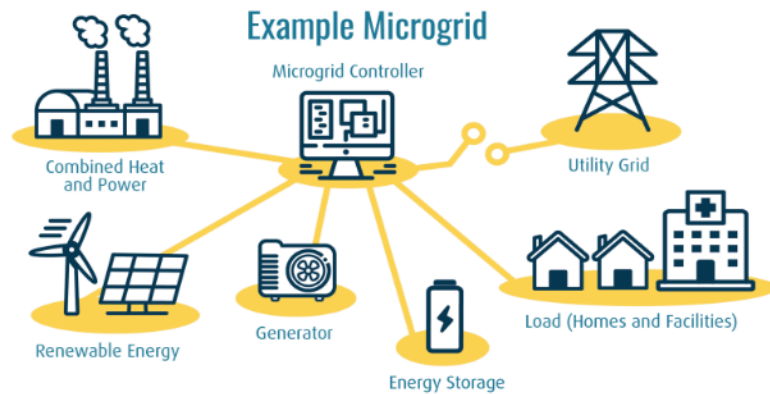 Example Microgrid
Microgrid Controller
Combined Heat
and Power
Utility Grid
Renewable Energy
Generator
Energy Storage
Load (Homes and Facilities)